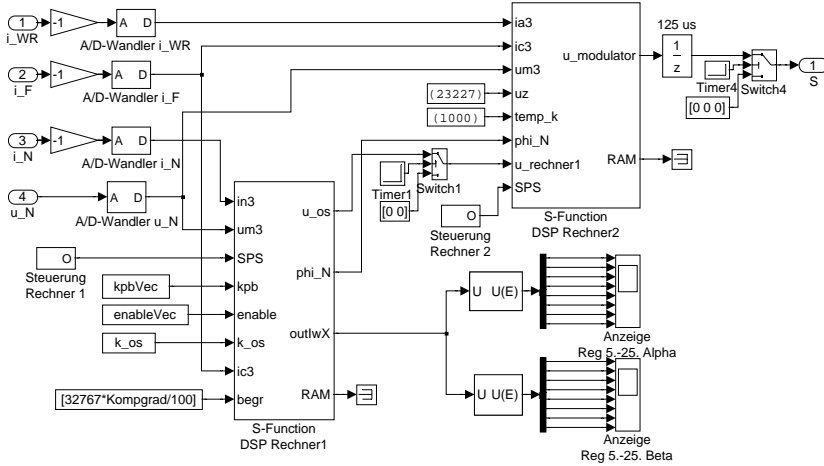 1
i_WR
-1
A D
A/D-Wandler i_WR
2
i_F
-1
A D
A/D-Wandler i_F
3
i_N
-1
A D
A/D-Wandler i_N
4
u_N
A D
A/D-Wandler u_N
O
Steuerung
Rechner 1
kpbVec
enableVec
k_os
[32767*Kompgrad/100]
in3
um3
SPS
kpb
enable
k_os
ic3
begr
u_os
phi_N
outIwX
RAM
S-Function
DSP Rechner1
Timer1
[0 0]
Switch1
O
Steuerung
Rechner 2
(23227)
(1000)
ia3
ic3
um3
uz
temp_k
phi_N
u_rechner1
SPS
u_modulator
RAM
S-Function
DSP Rechner2
125 us
1
z
Timer4
[0 0 0]
Switch4
1
S
U U(E)
Anzeige
Reg 5.-25. Alpha
U U(E)
Anzeige
Reg 5.-25. Beta